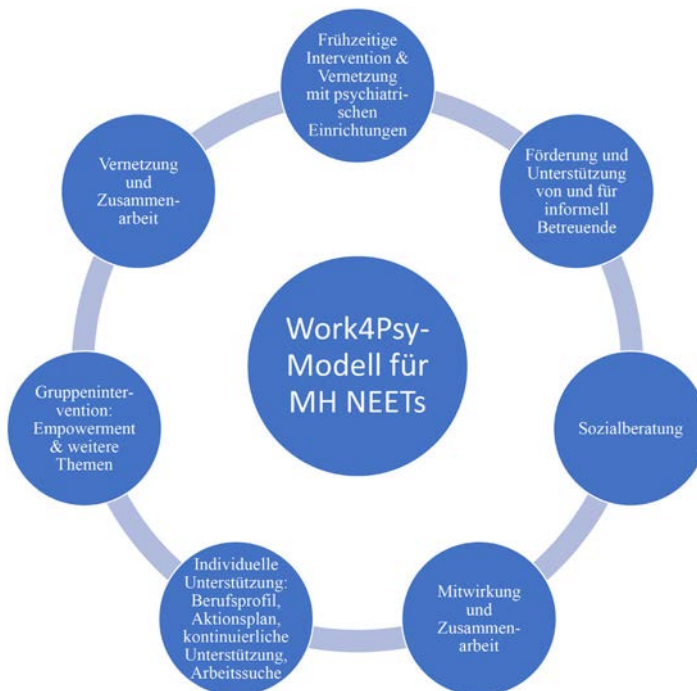 Frühzeitige
Intervention &
Vernetzung
mit psychiatri-
schen
Einrichtungen
Förderung und
Unterstützung
von und für
informell
Betreuende
Sozialberatung
Mitwirkung
und
Zusammen-
arbeit
Individuelle
Unterstützung:
Berufsprofil,
Aktionsplan,
kontinuierliche
Unterstützung,
Arbeitssuche
Gruppeninter-
vention:
Empowerment
& weitere
Themen
Vernetzung
und
Zusammen-
arbeit
Work4Psy-
Modell für
MH NEETs